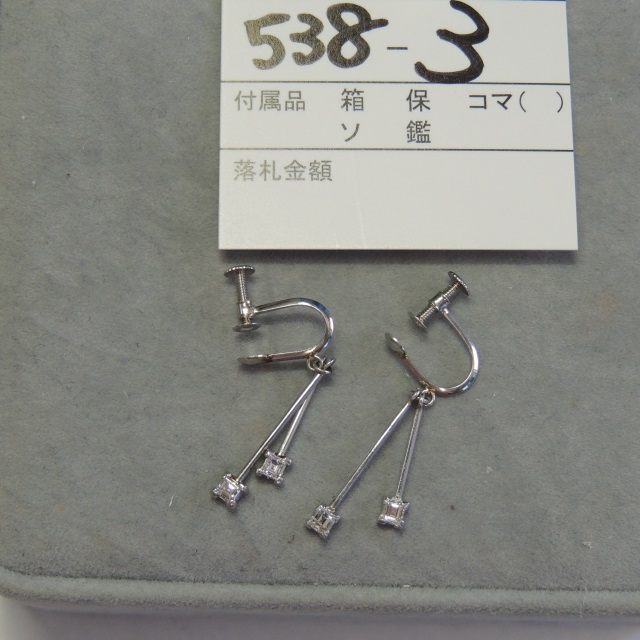 538-3
付属品 箱 保 コマ( )
ソ 鑑
落札金額